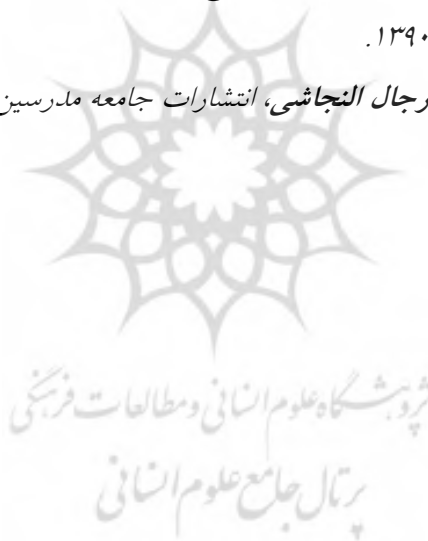 ۱۳۹۰.
رجال النجاشی، انتشارات جامعه مدرسین
پژوهشگاه علوم انسانی و مطالعات فرهنگی
پرتال جامع علوم انسانی